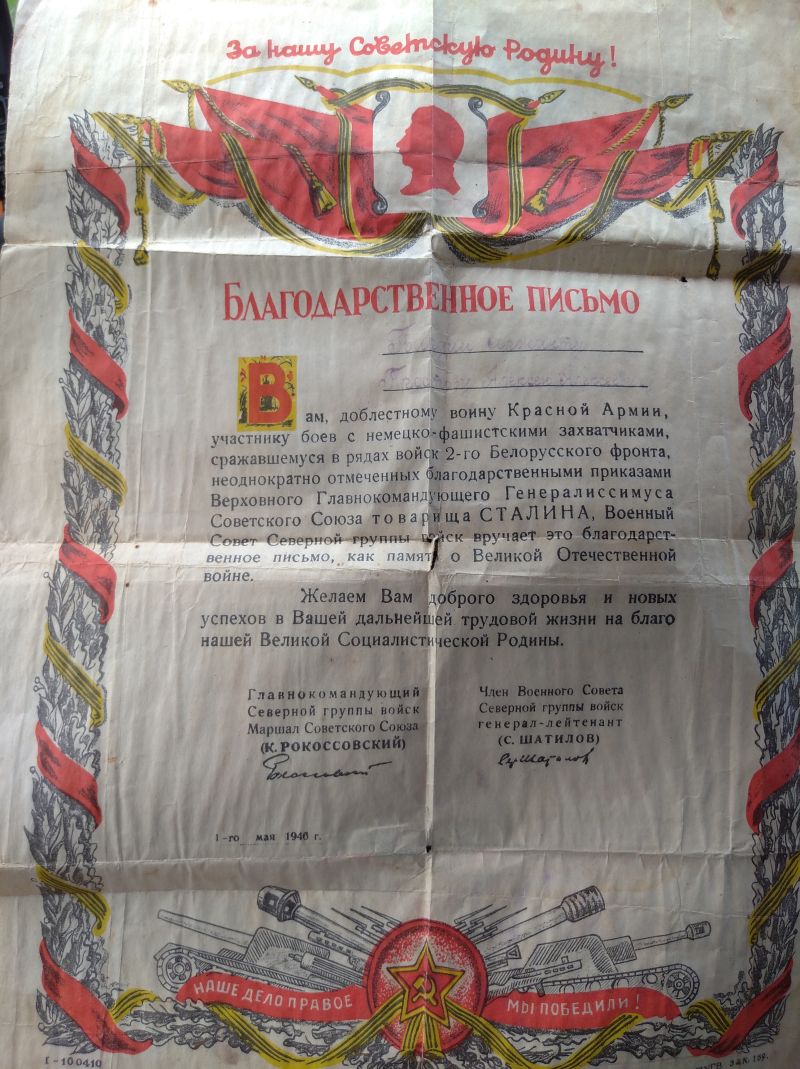 За нашу Советскую Родину!
БЛАГОДАРСТВЕННОЕ ПИСЬМО
Вам, доблестному воину Красной Армии,
участнику боев с немецко-фашистскими захватчиками,
сражавшемуся в рядах войск 2-го Белорусского фронта,
неоднократно отмеченных благодарственными приказами
Верховного Главнокомандующего Генералиссимуса
Советского Союза товарища СТАЛИНА, Военный
Совет Северной группы войск вручает это благодарст-
венное письмо, как память о Великой Отечественной
войне.
Желаем Вам доброго здоровья и новых
успехов в Вашей дальнейшей трудовой жизни на благо
нашей Великой Социалистической Родины.
Главнокомандующий
Северной группы войск
Маршал Советского Союза
(К. РОКОССОВСКИЙ)
Член Военного Совета
Северной группы войск
генерал-лейтенант
(С. ШАТИЛОВ)
1-го мая 1946 г.
НАШЕ ДЕЛО ПРАВОЕ
МЫ ПОБЕДИЛИ!
Г-100410
ЗАК. 159.